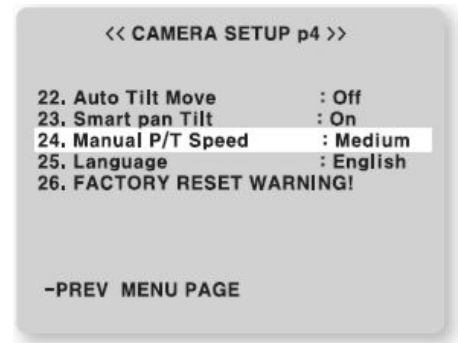 << CAMERA SETUP p4 >>
22. Auto Tilt Move : Off
23. Smart pan Tilt : On
24. Manual P/T Speed : Medium
25. Language : English
26. FACTORY RESET WARNING!
-PREV MENU PAGE